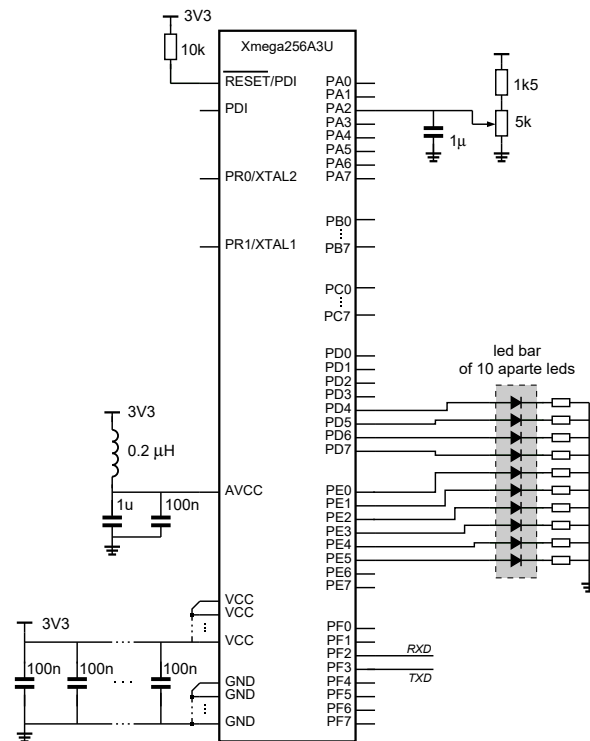 3V3
Xmega256A3U
10k
RESET/PDI
PDI
PR0/XTAL2
PR1/XTAL1
PA0
PA1
PA2
PA3
PA4
PA5
PA6
PA7
1k5
5k
1µ
PB0
PB7
PC0
PC7
PD0
PD1
PD2
PD3
PD4
PD5
PD6
PD7
led bar
of 10 aparte leds
3V3
0.2 µH
AVCC
1u
100n
PE0
PE1
PE2
PE3
PE4
PE5
PE6
PE7
VCC
VCC
VCC
3V3
100n
100n
100n
GND
GND
GND
PF0
PF1
PF2
PF3
PF4
PF5
PF6
PF7
RXD
TXD